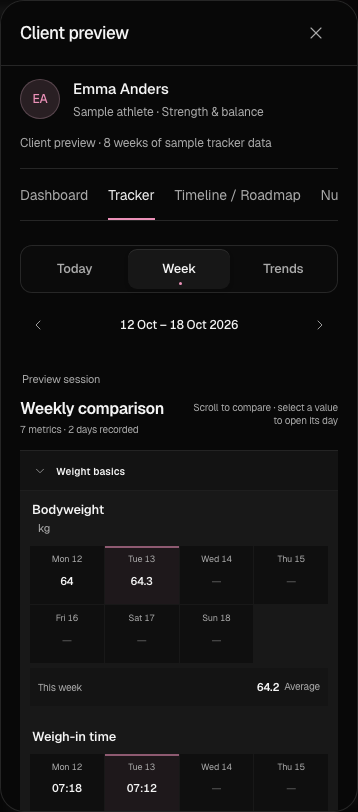 Client preview
EA
Emma Anders
Sample athlete · Strength & balance
Client preview · 8 weeks of sample tracker data
Dashboard Tracker Timeline / Roadmap Nu
Today Week Trends
12 Oct – 18 Oct 2026
Preview session
Weekly comparison
7 metrics · 2 days recorded
Scroll to compare · select a value
to open its day
Weight basics
Bodyweight
kg
Mon 12 Tue 13 Wed 14 Thu 15
64 64.3 — —
Fri 16 Sat 17 Sun 18
— — —
This week 64.2 Average
Weigh-in time
Mon 12 Tue 13 Wed 14 Thu 15
07:18 07:12 — —